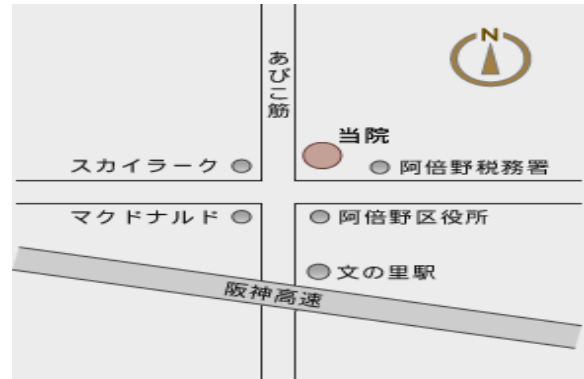 N
あびこ筋
当院
スカイラーク
阿倍野税務署
マクドナルド
阿倍野区役所
文の里駅
阪神高速